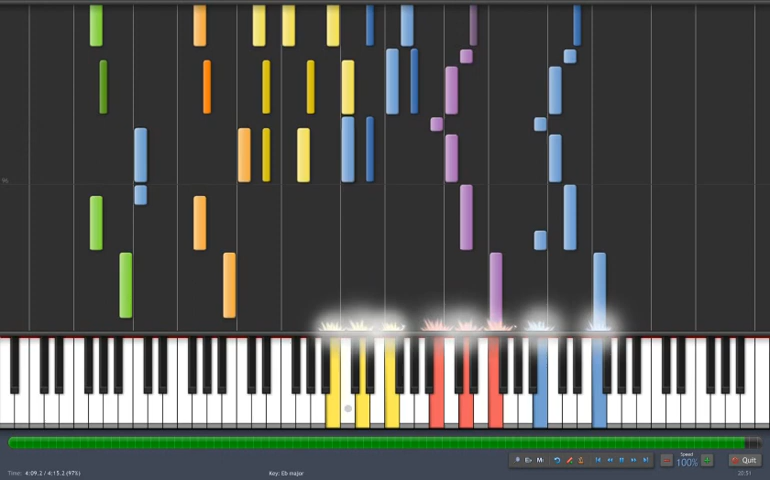 Speed
100%
Quit
Time: 4:09.2 / 4:15.2 (97%)
Key: Eb major
20:51